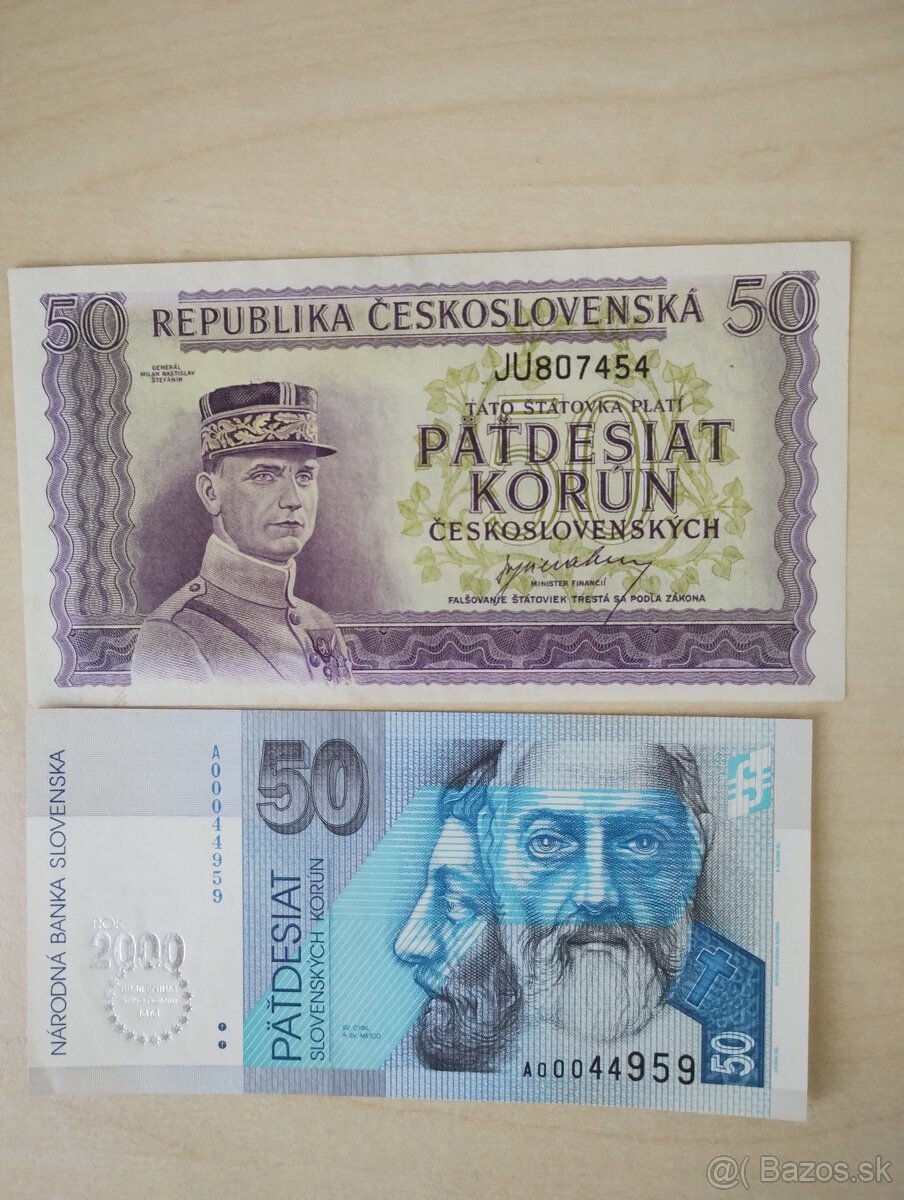 50 REPUBLIKA ČESKOSLOVENSKÁ 50
GENERÁL
MILAN RASTISLAV
ŠTEFÁNIK
JU807454
TÁTO ŠTÁTOVKA PLATÍ
50
PÄŤDESIAT
KORÚN
ČESKOSLOVENSKÝCH
MINISTER FINANCIÍ
FALŠOVANIE ŠTÁTOVIEK TRESTÁ SA PODĽA ZÁKONA
NÁRODNÁ BANKA SLOVENSKA
A00044959
50
PÄŤDESIAT
SLOVENSKÝCH KORÚN
ROK
2000
MM
SV. CYRIL
A SV. METOD
A00044959
50
@( Bazos.sk